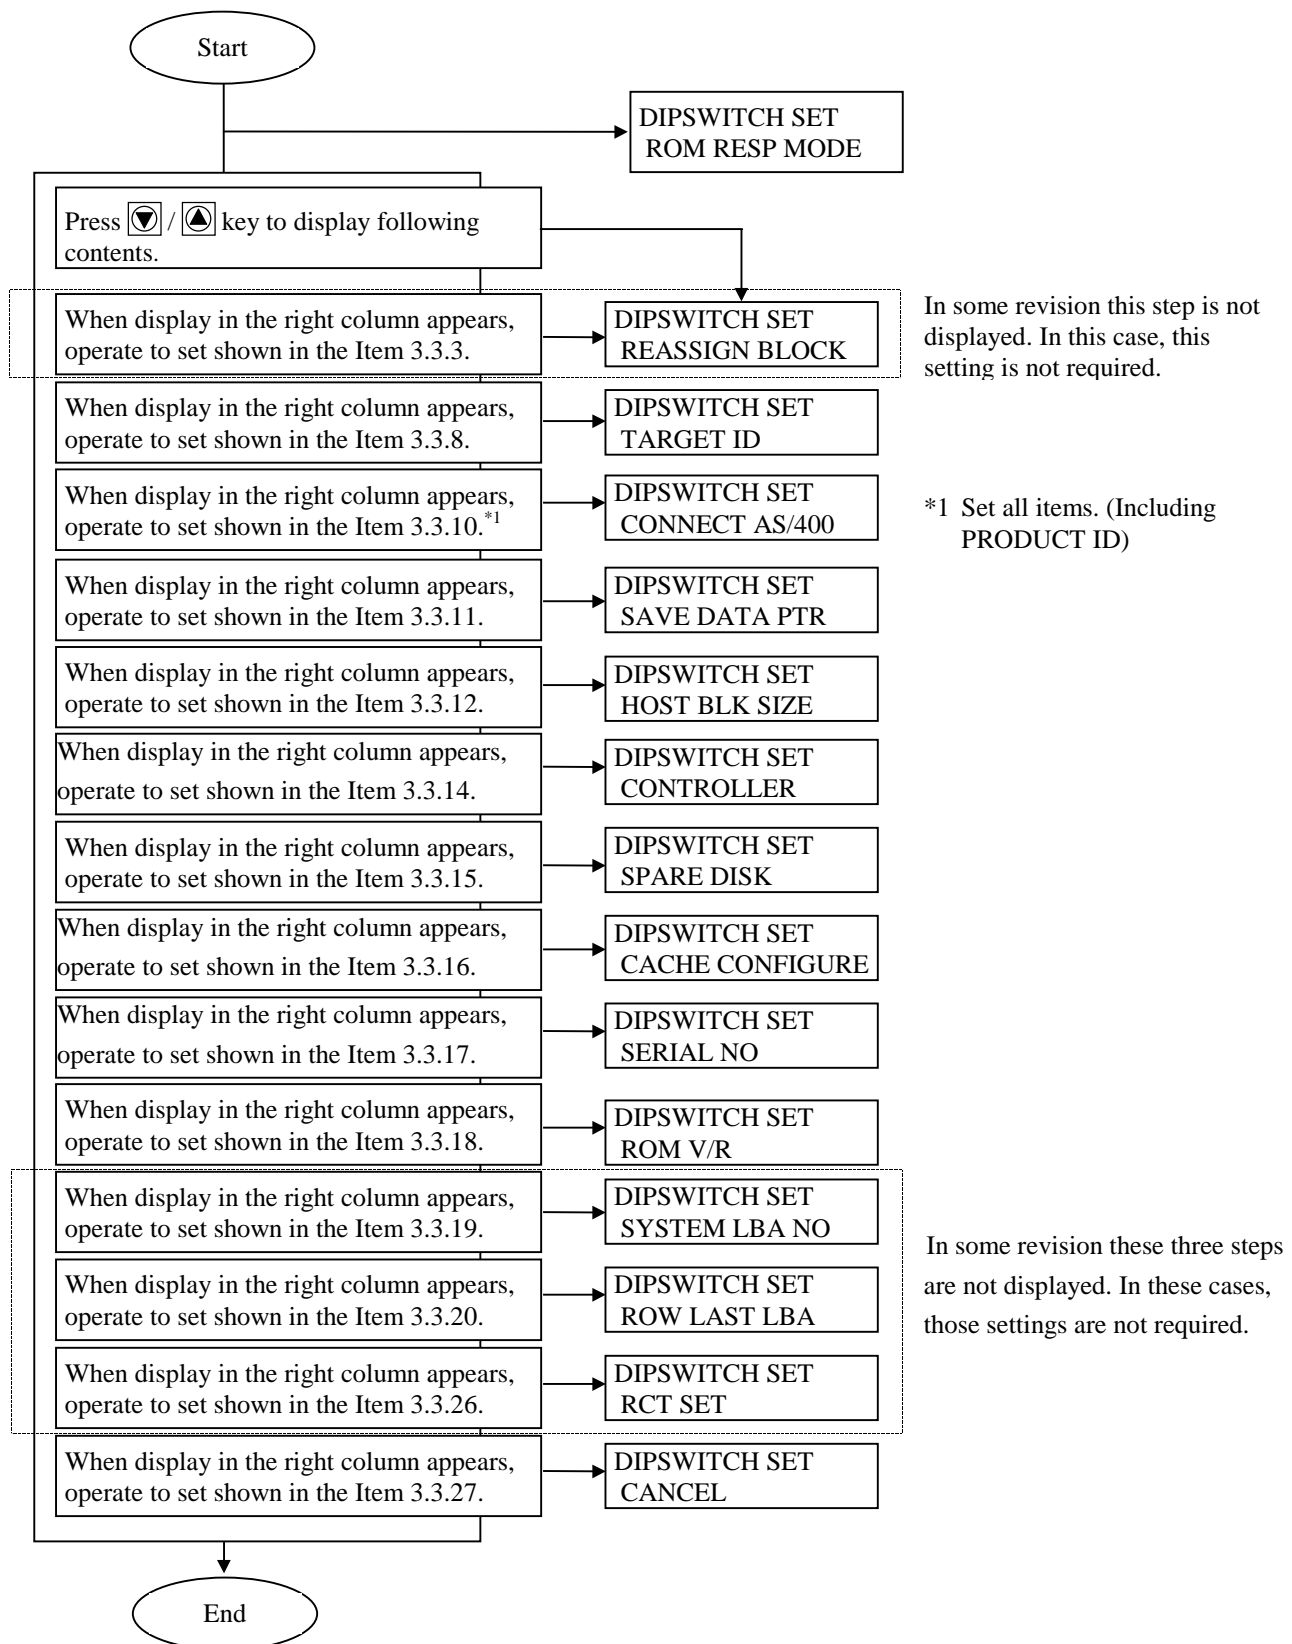 Start
DIPSWITCH SET
ROM RESP MODE
Press ▼ / ▲ key to display following
contents.
When display in the right column appears,
operate to set shown in the Item 3.3.3.
DIPSWITCH SET
REASSIGN BLOCK
In some revision this step is not
displayed. In this case, this
setting is not required.
When display in the right column appears,
operate to set shown in the Item 3.3.8.
DIPSWITCH SET
TARGET ID
When display in the right column appears,
operate to set shown in the Item 3.3.10.*1
DIPSWITCH SET
CONNECT AS/400
*1 Set all items. (Including
PRODUCT ID)
When display in the right column appears,
operate to set shown in the Item 3.3.11.
DIPSWITCH SET
SAVE DATA PTR
When display in the right column appears,
operate to set shown in the Item 3.3.12.
DIPSWITCH SET
HOST BLK SIZE
When display in the right column appears,
operate to set shown in the Item 3.3.14.
DIPSWITCH SET
CONTROLLER
When display in the right column appears,
operate to set shown in the Item 3.3.15.
DIPSWITCH SET
SPARE DISK
When display in the right column appears,
operate to set shown in the Item 3.3.16.
DIPSWITCH SET
CACHE CONFIGURE
When display in the right column appears,
operate to set shown in the Item 3.3.17.
DIPSWITCH SET
SERIAL NO
When display in the right column appears,
operate to set shown in the Item 3.3.18.
DIPSWITCH SET
ROM V/R
When display in the right column appears,
operate to set shown in the Item 3.3.19.
DIPSWITCH SET
SYSTEM LBA NO
When display in the right column appears,
operate to set shown in the Item 3.3.20.
DIPSWITCH SET
ROW LAST LBA
In some revision these three steps
are not displayed. In these cases,
those settings are not required.
When display in the right column appears,
operate to set shown in the Item 3.3.26.
DIPSWITCH SET
RCT SET
When display in the right column appears,
operate to set shown in the Item 3.3.27.
DIPSWITCH SET
CANCEL
End